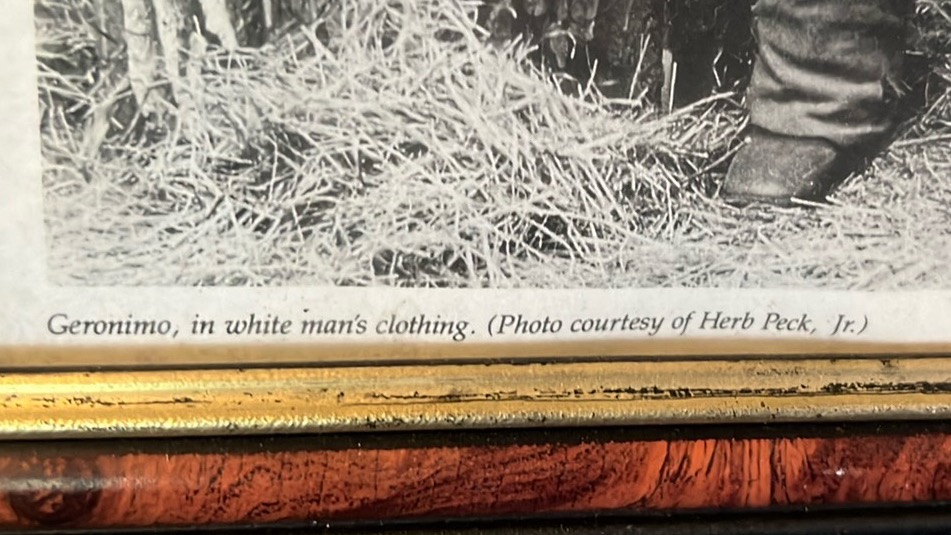 Geronimo, in white man's clothing. (Photo courtesy of Herb Peck, Jr.)